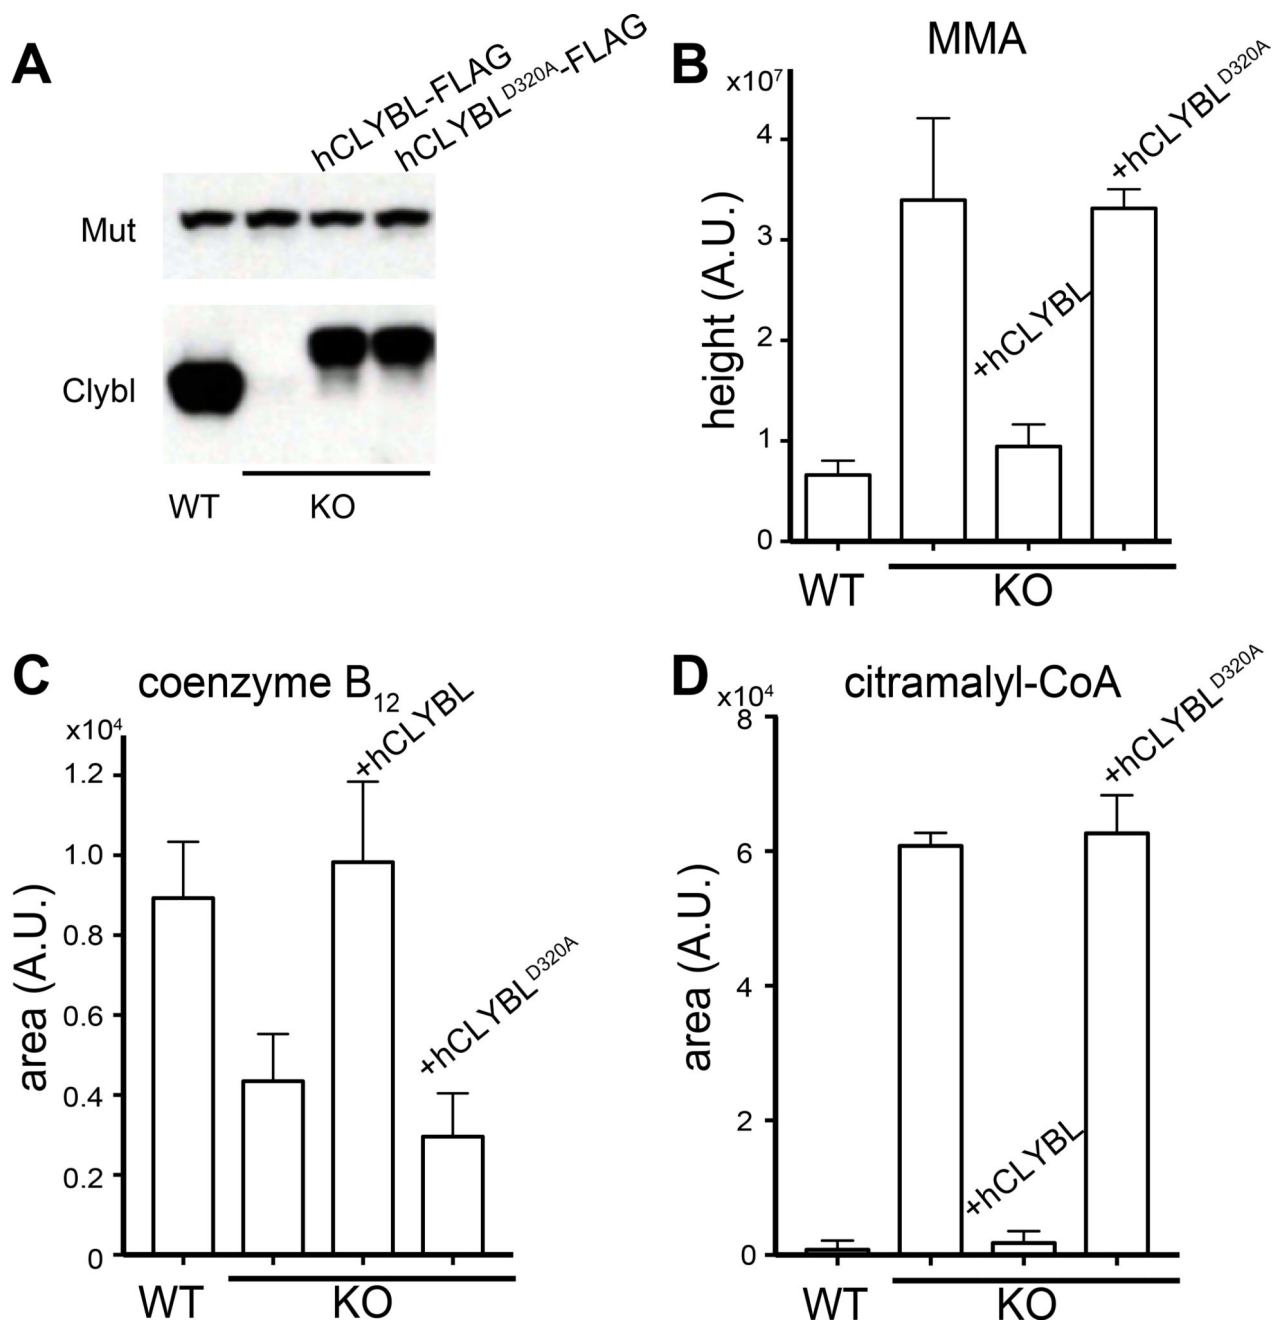 A
hCLYBL-FLAG
hCLYBLD320A-FLAG
Mut
Clybl
WT
KO
B
MMA
x10⁷
height (A.U.)
4
3
2
1
0
+hCLYBL
+hCLYBLD320A
WT
KO
C
coenzyme B₁₂
x10⁴
area (A.U.)
1.2
1.0
0.8
0.6
0.4
0.2
0
+hCLYBL
+hCLYBLD320A
WT
KO
D
citramalyl-CoA
x10⁴
area (A.U.)
8
6
4
2
0
+hCLYBL
+hCLYBLD320A
WT
KO